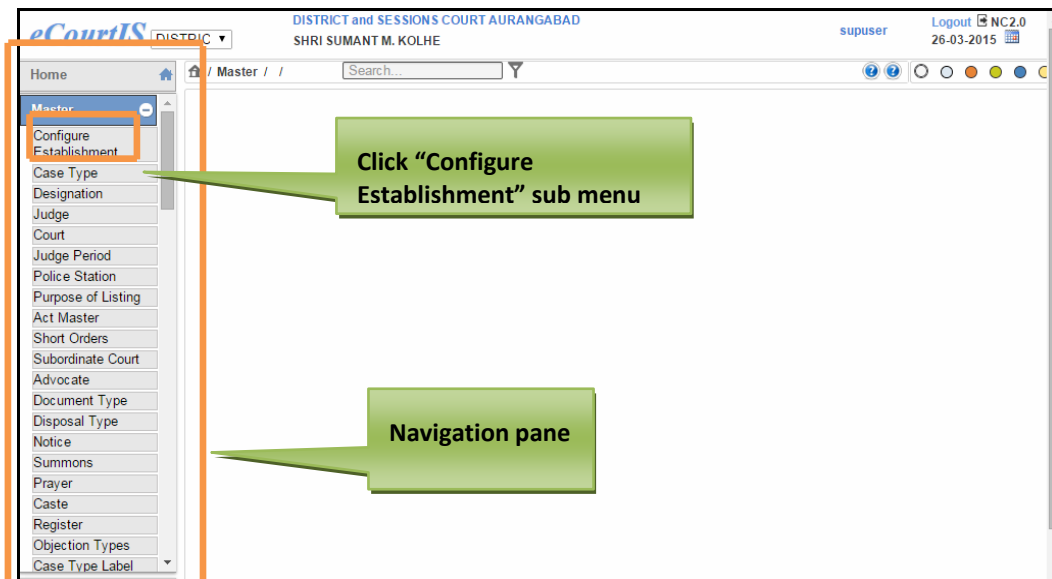 eCourtIS DISTRIC
DISTRICT and SESSIONS COURT AURANGABAD
SHRI SUMANT M. KOLHE
supuser
Logout NC2.0
26-03-2015
Home
/ Master / /
Search...
Master
Configure
Establishment
Case Type
Designation
Judge
Court
Judge Period
Police Station
Purpose of Listing
Act Master
Short Orders
Subordinate Court
Advocate
Document Type
Disposal Type
Notice
Summons
Prayer
Caste
Register
Objection Types
Case Type Label
Click “Configure
Establishment” sub menu
Navigation pane